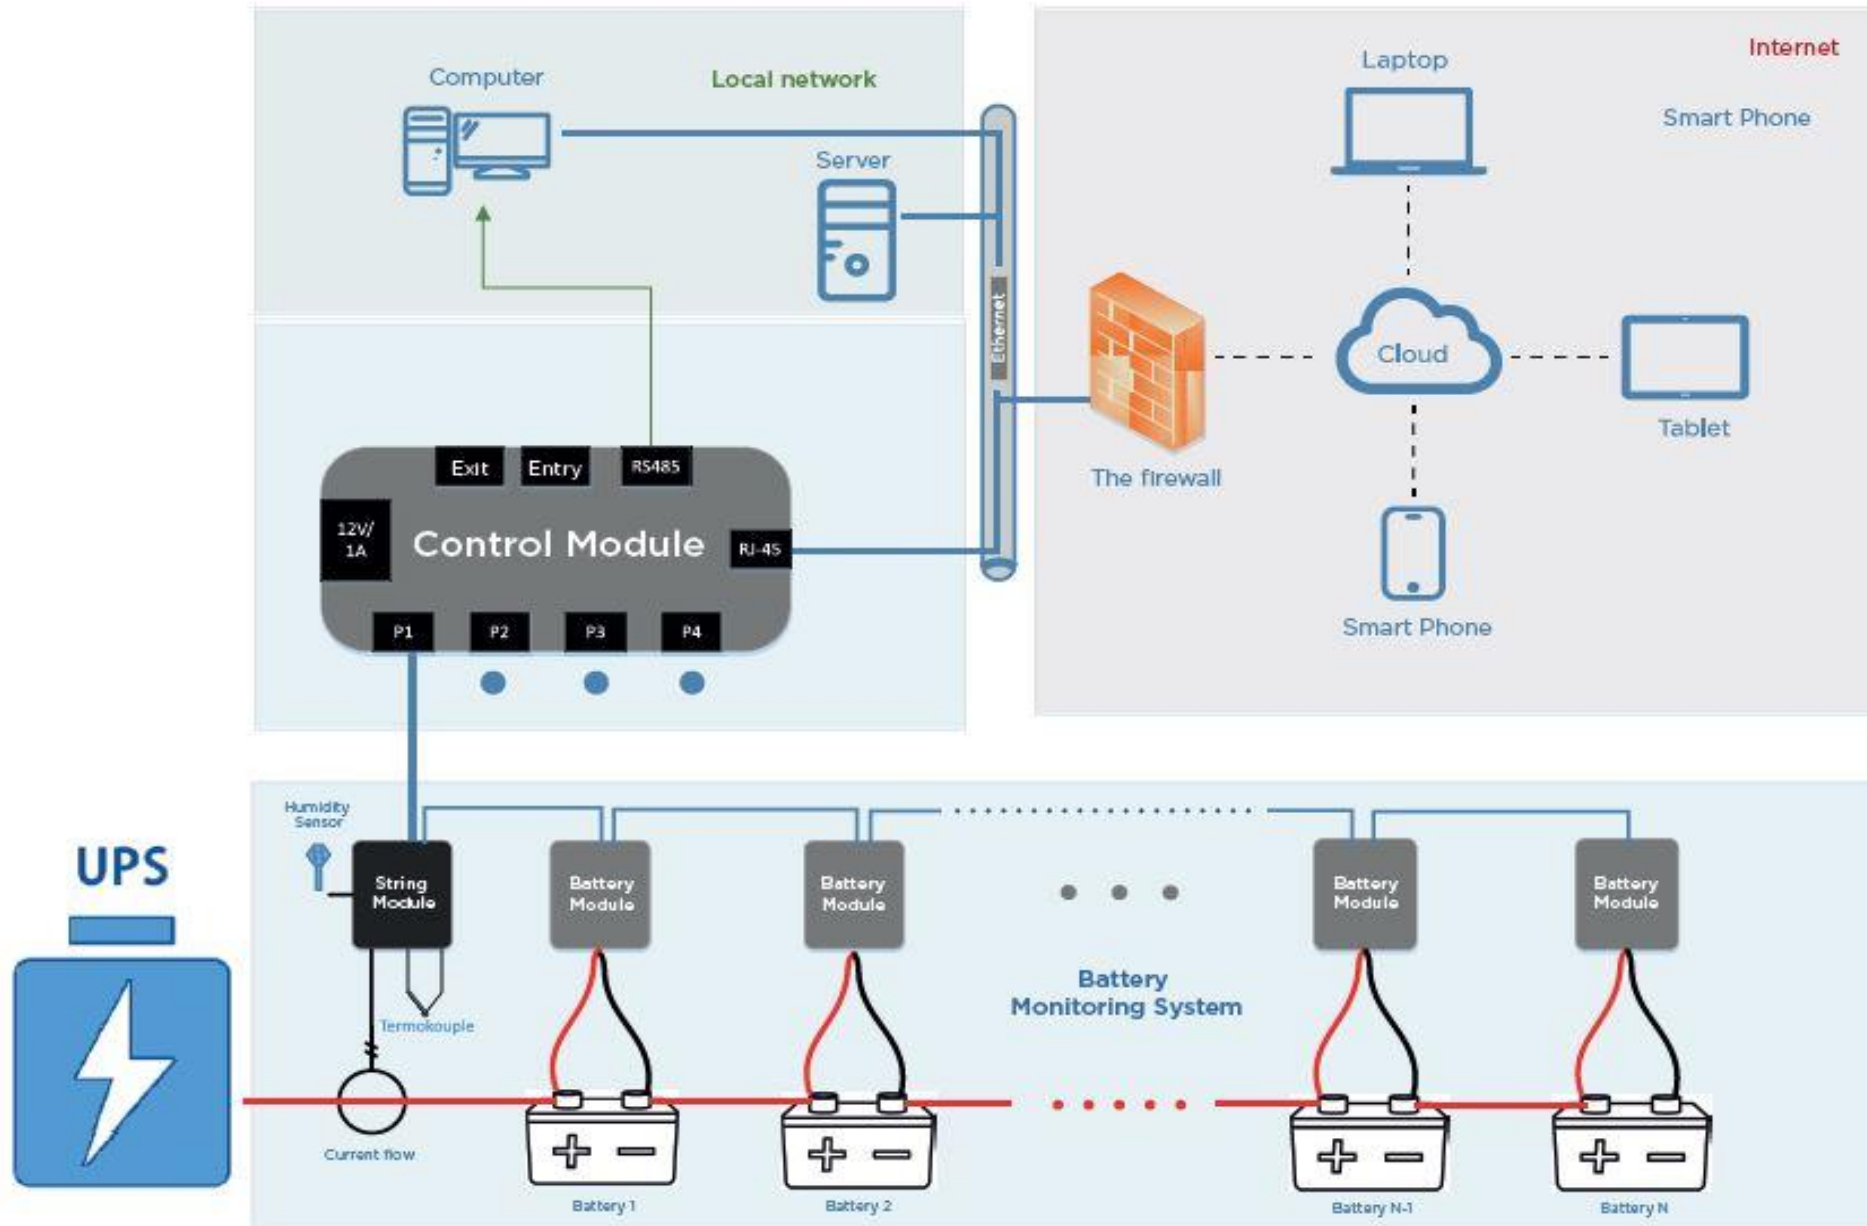 Computer
Local network
Server
Ethernet
Internet
Laptop
Smart Phone
Cloud
Tablet
The firewall
Smart Phone
Exit
Entry
RS485
12V/
1A
Control Module
RJ-45
P1
P2
P3
P4
UPS
Humidity
Sensor
String
Module
Battery
Module
Battery
Module
Battery
Module
Battery
Module
Termokouple
Battery
Monitoring System
Current flow
Battery 1
Battery 2
Battery N-1
Battery N